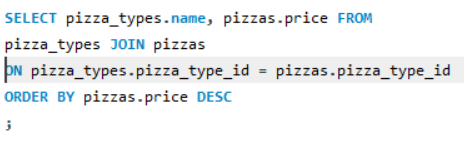 SELECT pizza_types.name, pizzas.price FROM
pizza_types JOIN pizzas
ON pizza_types.pizza_type_id = pizzas.pizza_type_id
ORDER BY pizzas.price DESC
;